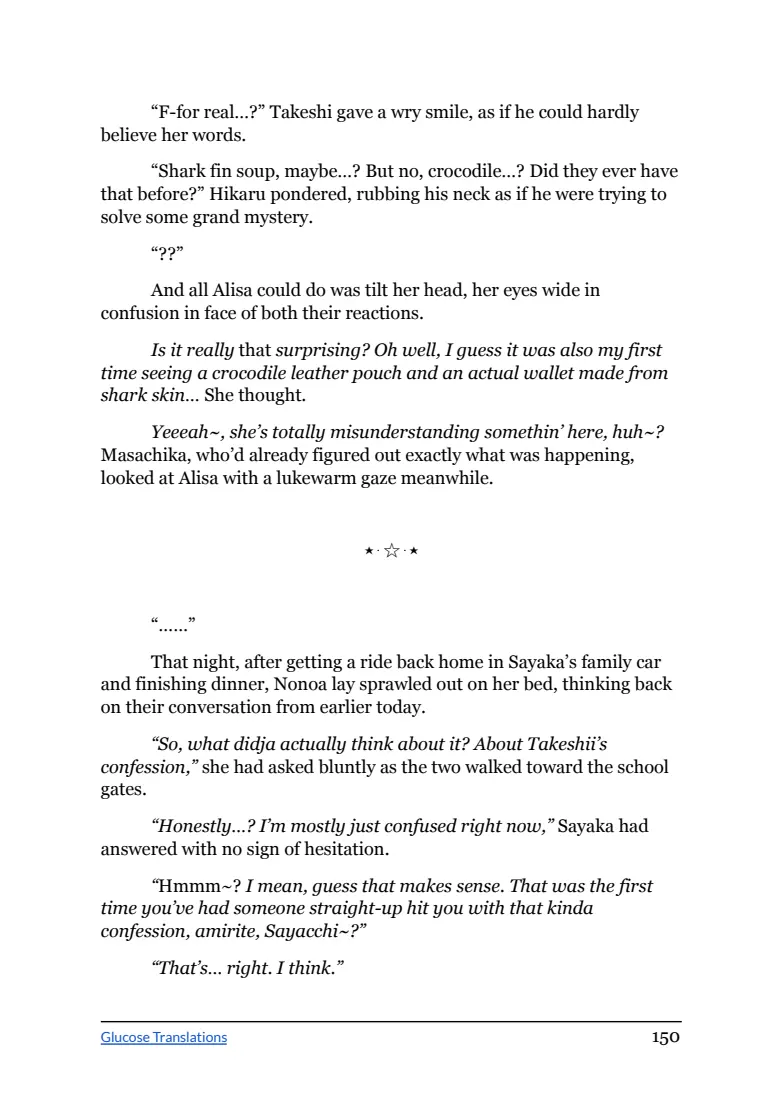 “F-for real…?” Takeshi gave a wry smile, as if he could hardly
believe her words.
“Shark fin soup, maybe…? But no, crocodile…? Did they ever have
that before?” Hikaru pondered, rubbing his neck as if he were trying to
solve some grand mystery.
“??”
And all Alisa could do was tilt her head, her eyes wide in
confusion in face of both their reactions.
Is it really that surprising? Oh well, I guess it was also my first
time seeing a crocodile leather pouch and an actual wallet made from
shark skin… She thought.
Yeeeah~, she’s totally misunderstanding somethin’ here, huh~?
Masachika, who’d already figured out exactly what was happening,
looked at Alisa with a lukewarm gaze meanwhile.
★ · ☆ · ★
“……”
That night, after getting a ride back home in Sayaka’s family car
and finishing dinner, Nonoa lay sprawled out on her bed, thinking back
on their conversation from earlier today.
“So, what didja actually think about it? About Takeshii’s
confession,” she had asked bluntly as the two walked toward the school
gates.
“Honestly…? I’m mostly just confused right now,” Sayaka had
answered with no sign of hesitation.
“Hmmm~? I mean, guess that makes sense. That was the first
time you’ve had someone straight-up hit you with that kinda
confession, amirite, Sayacchi~?”
“That’s… right. I think.”
Glucose Translations 150